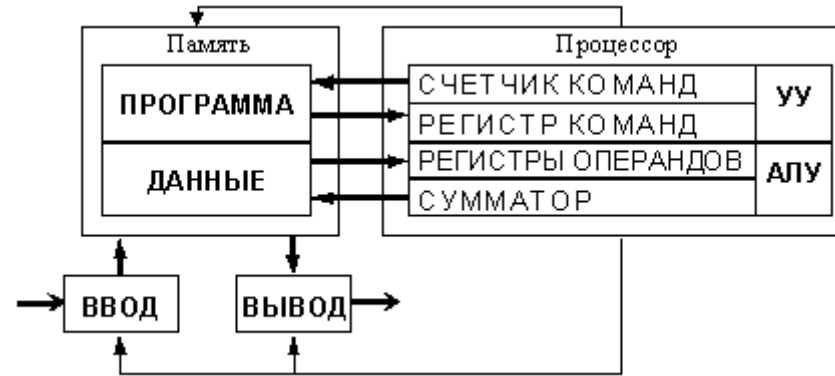 Память
Процессор
ПРОГРАММА
СЧЕТЧИК КОМАНД
УУ
РЕГИСТР КОМАНД
ДАННЫЕ
РЕГИСТРЫ ОПЕРАНДОВ
АЛУ
СУММАТОР
ВВОД
ВЫВОД